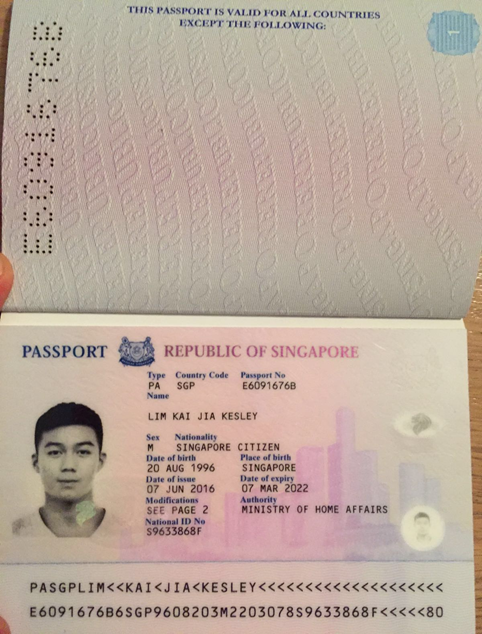 THIS PASSPORT IS VALID FOR ALL COUNTRIES
EXCEPT THE FOLLOWING:
1
E6091676B
PASSPORT REPUBLIC OF SINGAPORE
Type Country Code Passport No
PA SGP E6091676B
Name
LIM KAI JIA KESLEY
Sex Nationality
M SINGAPORE CITIZEN
Date of birth Place of birth
20 AUG 1996 SINGAPORE
Date of issue Date of expiry
07 JUN 2016 07 MAR 2022
Modifications Authority
SEE PAGE 2 MINISTRY OF HOME AFFAIRS
National ID No
S9633868F
PASGPLIM<<KAI<JIA<KESLEY<<<<<<<<<<<<<<<<<<<<
E6091676B6SGP9608203M2203078S9633868F<<<<<80